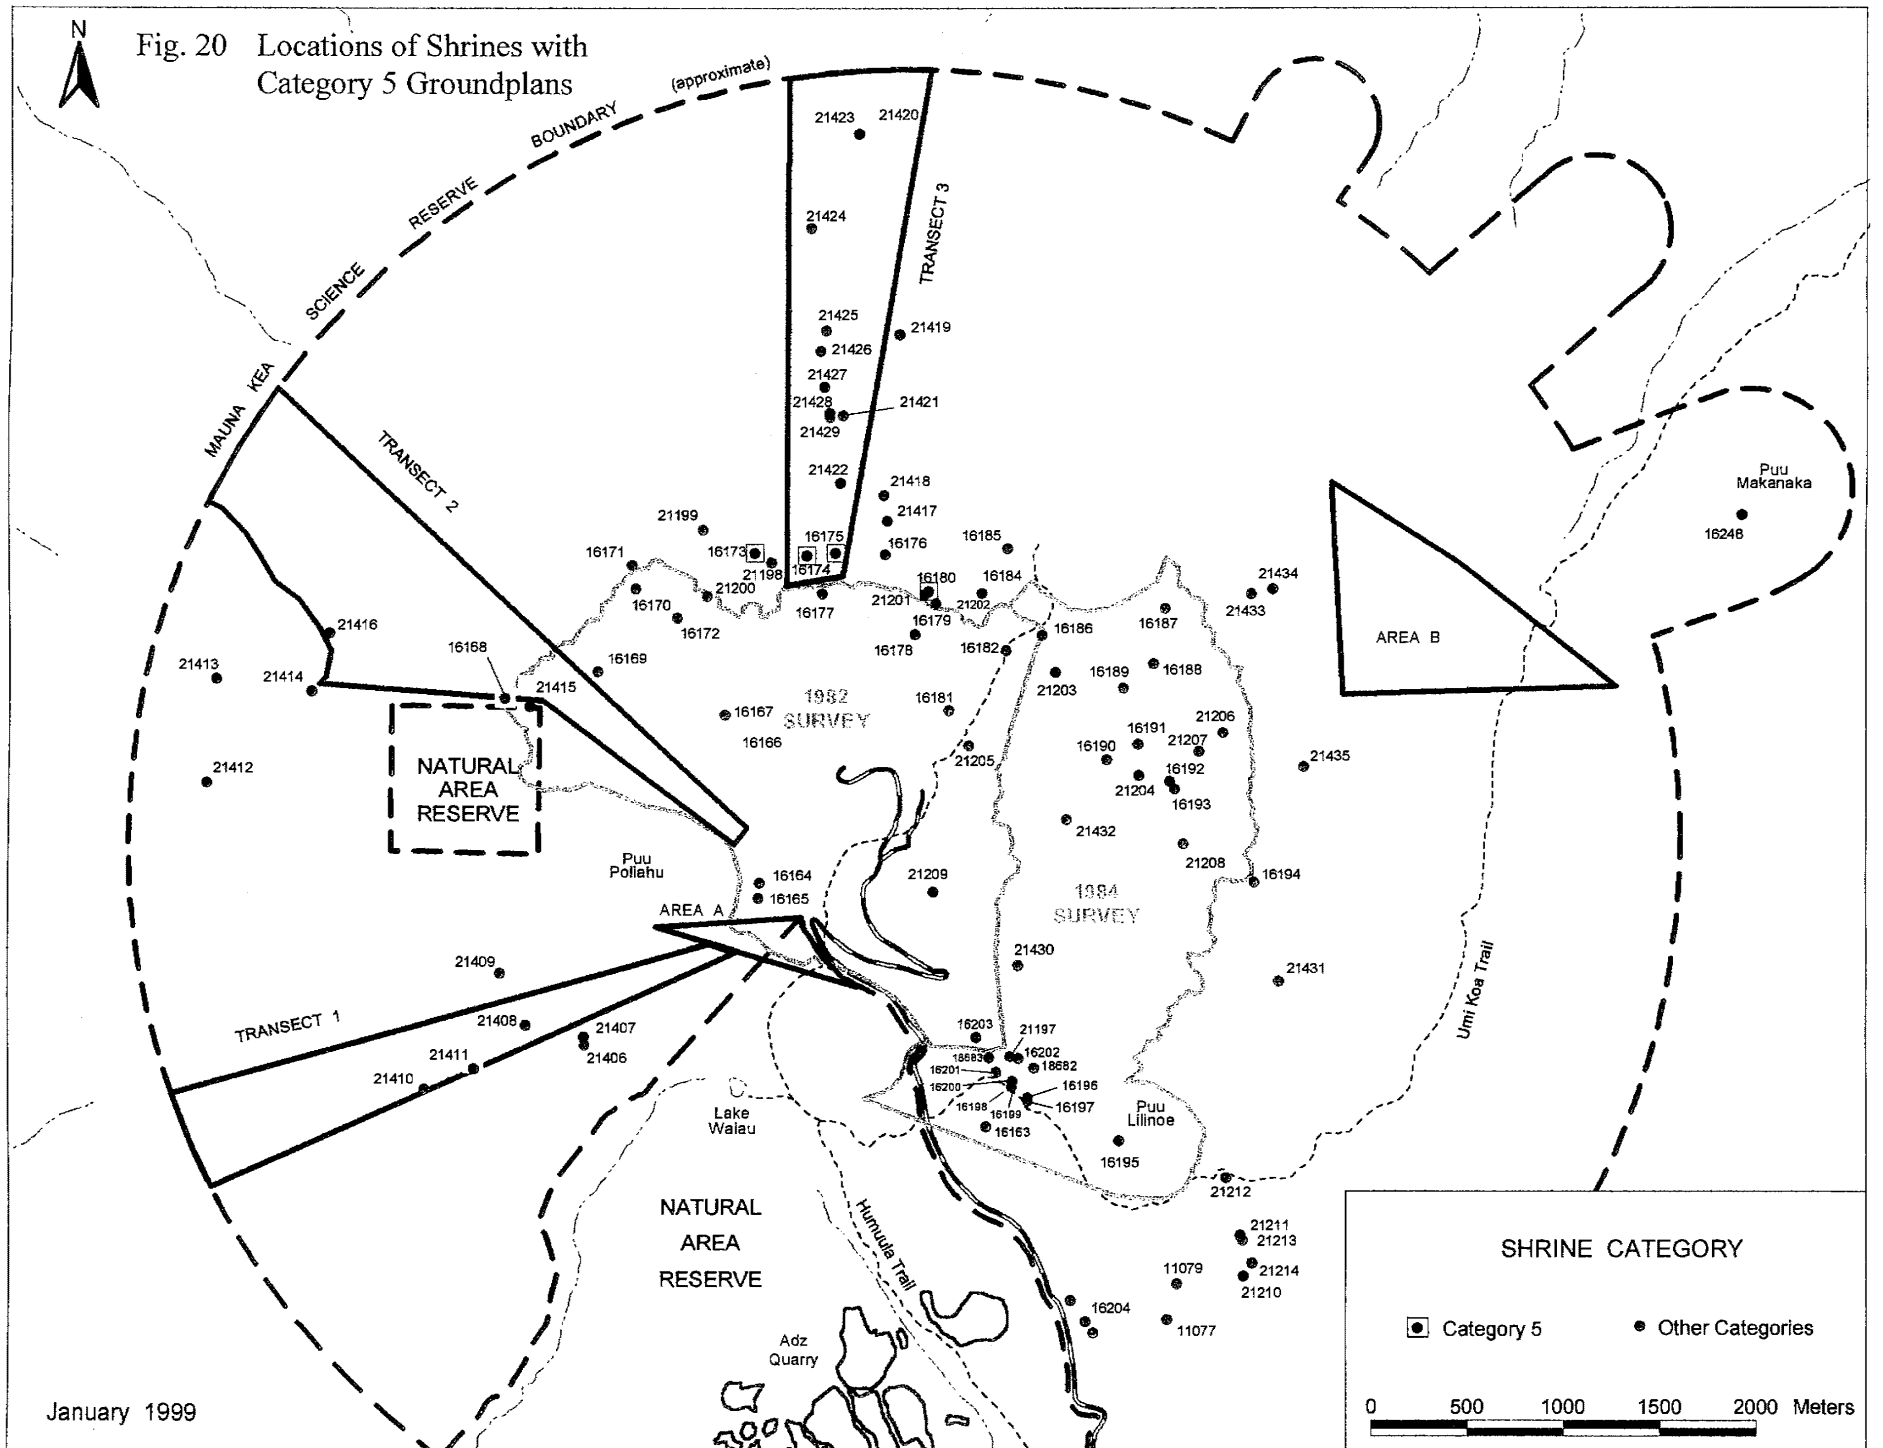 N
Fig. 20 Locations of Shrines with
Category 5 Groundplans
(approximate)
BOUNDARY
RESERVE
SCIENCE
MAUNA KEA
21423
21420
21424
TRANSECT 3
21425
21419
21426
21427
21428
21421
21429
TRANSECT 2
21422
21418
21417
Puu
Makanaka
16248
21199
16173
16175
16176
16185
16171
21198
16174
21200
16180
16184
21434
16170
16177
21201
21202
21433
16179
16172
16178
16182
16186
16187
AREA B
21416
16168
16169
21413
21414
21415
16189
16188
21203
1982
SURVEY
16181
16167
16166
21206
16191
21207
21205
16190
21435
16192
21204
16193
21412
NATURAL
AREA
RESERVE
21432
21208
Puu
Poliahu
16164
16165
21209
16194
1984
SURVEY
AREA A
21430
21409
21431
TRANSECT 1
21408
21407
21406
21411
21410
Umi Koa Trail
16203
21197
18683
16202
16201
18682
16200
16196
16198
16199
16197
16163
Lake
Waiau
Puu
Lilinoe
16195
21212
NATURAL
AREA
RESERVE
Humuula Trail
21211
21213
21214
21210
11079
16204
11077
Adz
Quarry
SHRINE CATEGORY
Category 5
Other Categories
0 500 1000 1500 2000 Meters
January 1999